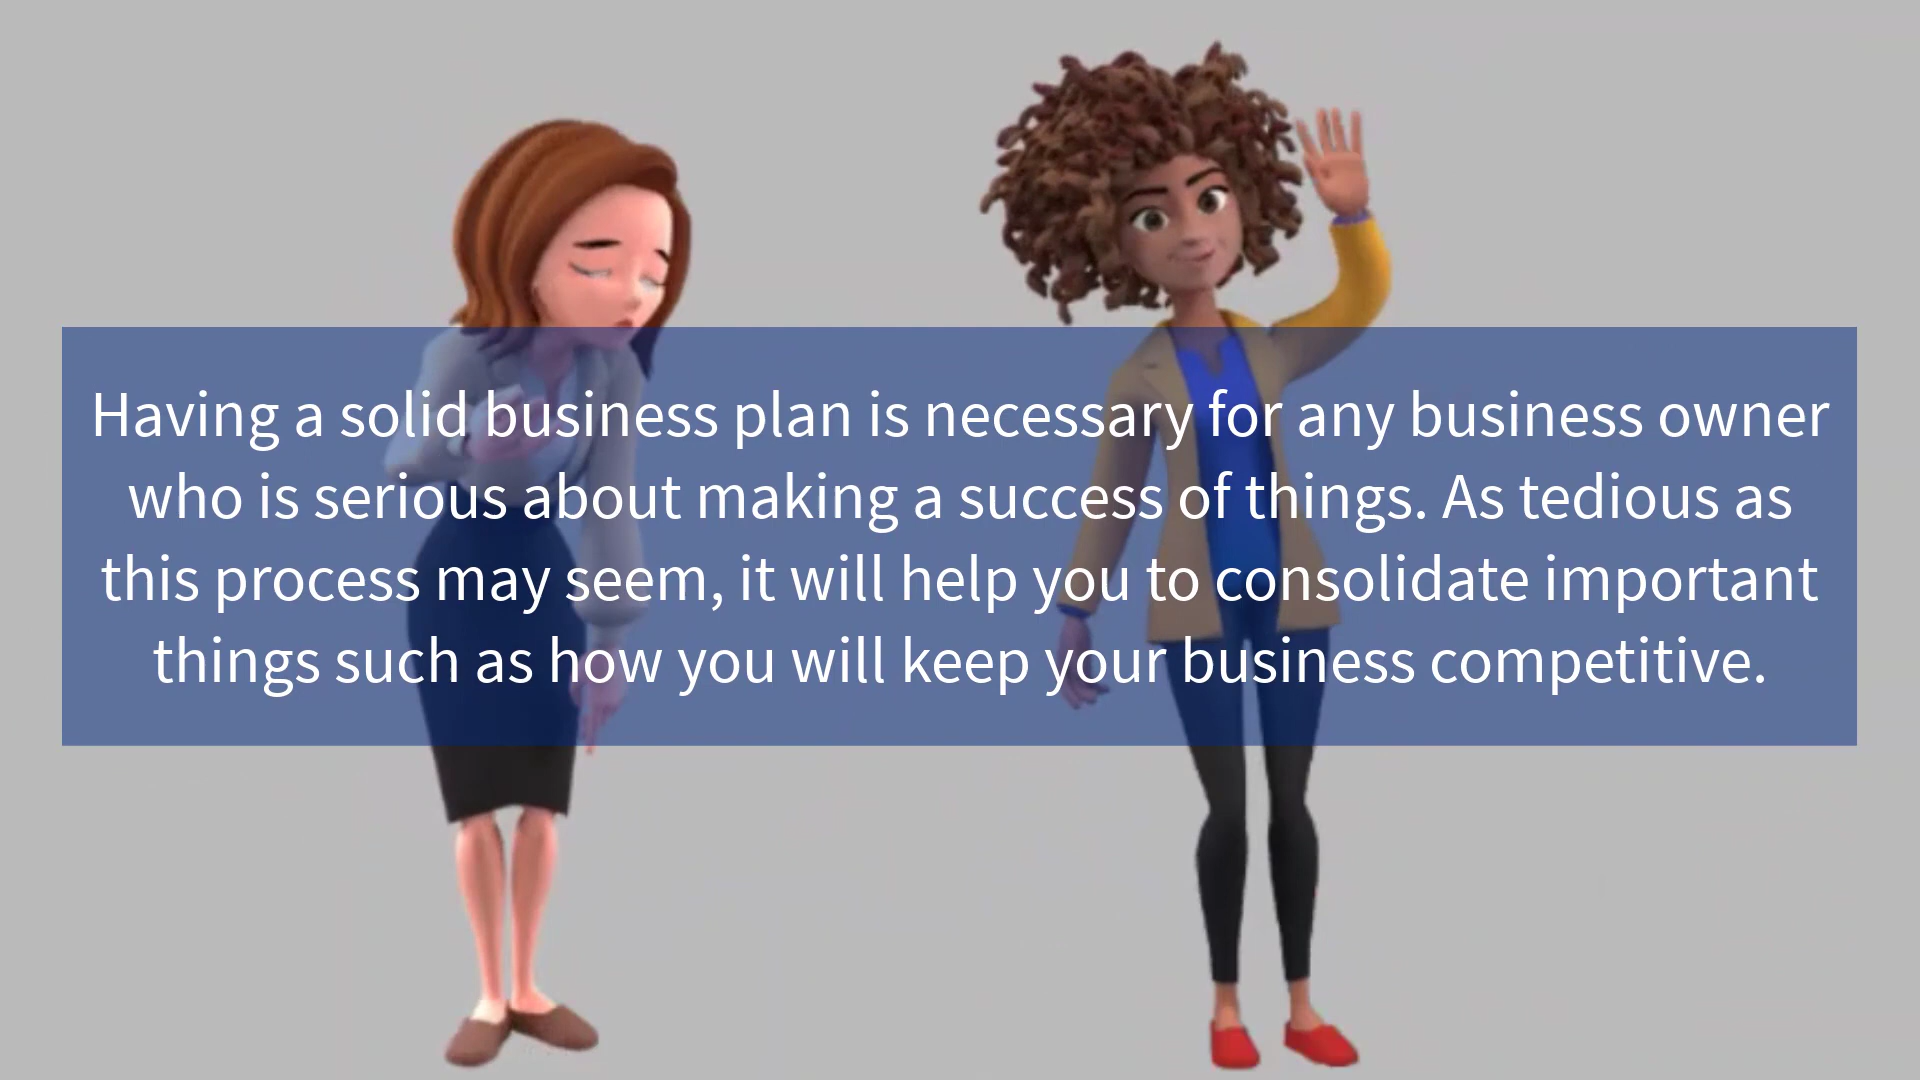 Having a solid business plan is necessary for any business owner
who is serious about making a success of things. As tedious as
this process may seem, it will help you to consolidate important
things such as how you will keep your business competitive.